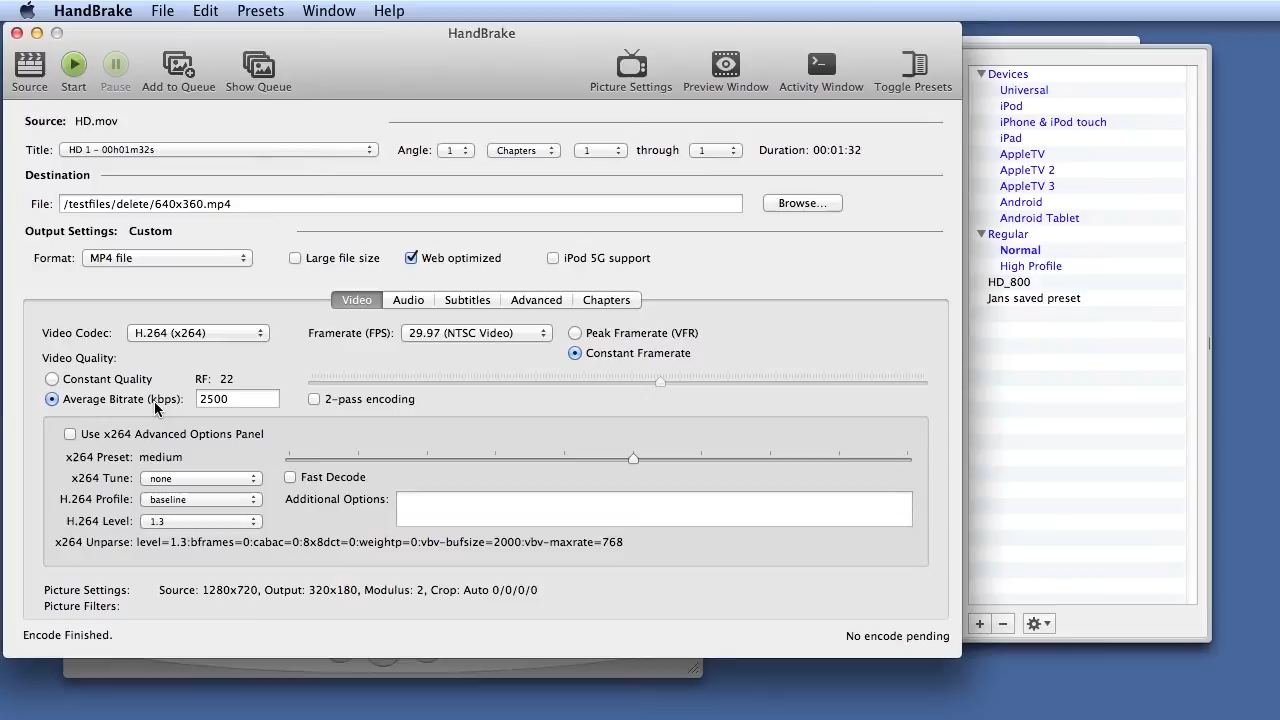 HandBrake File Edit Presets Window Help
HandBrake
Source Start Pause Add to Queue Show Queue Picture Settings Preview Window Activity Window Toggle Presets
Source: HD.mov
Title: HD 1 - 00h01m32s Angle: 1 Chapters 1 through 1 Duration: 00:01:32
Destination
File: /testfiles/delete/640x360.mp4 Browse...
Output Settings: Custom
Format: MP4 file Large file size Web optimized iPod 5G support
Video Audio Subtitles Advanced Chapters
Video Codec: H.264 (x264) Framerate (FPS): 29.97 (NTSC Video) Peak Framerate (VFR)
Constant Framerate
Video Quality:
Constant Quality RF: 22
Average Bitrate (kbps): 2500 2-pass encoding
Use x264 Advanced Options Panel
x264 Preset: medium
x264 Tune: none Fast Decode
H.264 Profile: baseline Additional Options:
H.264 Level: 1.3
x264 Unparse: level=1.3:bframes=0:cabac=0:8x8dct=0:weightp=0:vbv-bufsize=2000:vbv-maxrate=768
Picture Settings: Source: 1280x720, Output: 320x180, Modulus: 2, Crop: Auto 0/0/0/0
Picture Filters:
Encode Finished. No encode pending
Devices
Universal
iPod
iPhone & iPod touch
iPad
AppleTV
AppleTV 2
AppleTV 3
Android
Android Tablet
Regular
Normal
High Profile
HD_800
Jans saved preset